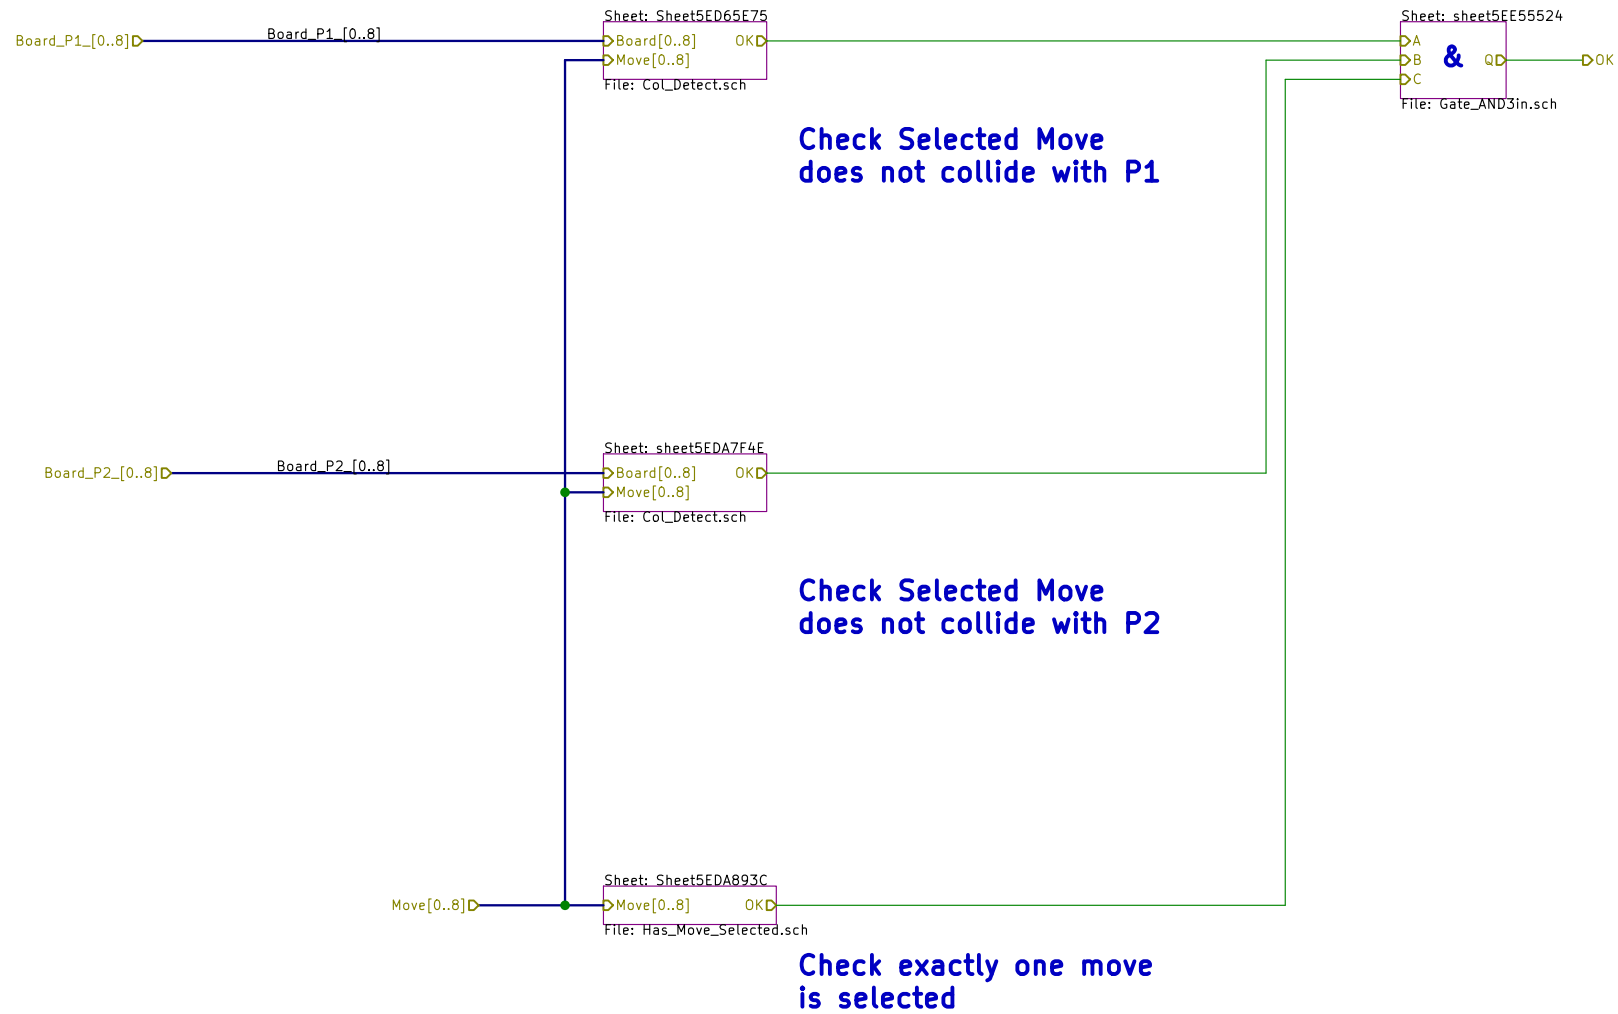 Sheet: Sheet5ED65E75
Board_P1_[0..8]
Board_P1_[0..8]
Board[0..8]
OK
Move[0..8]
File: Col_Detect.sch
Sheet: sheet5EE55524
A
B
C
&
Q
OK
File: Gate_AND3in.sch
Check Selected Move
does not collide with P1
Sheet: sheet5EDA7F4E
Board_P2_[0..8]
Board_P2_[0..8]
Board[0..8]
OK
Move[0..8]
File: Col_Detect.sch
Check Selected Move
does not collide with P2
Sheet: Sheet5EDA893C
Move[0..8]
Move[0..8]
OK
File: Has_Move_Selected.sch
Check exactly one move
is selected